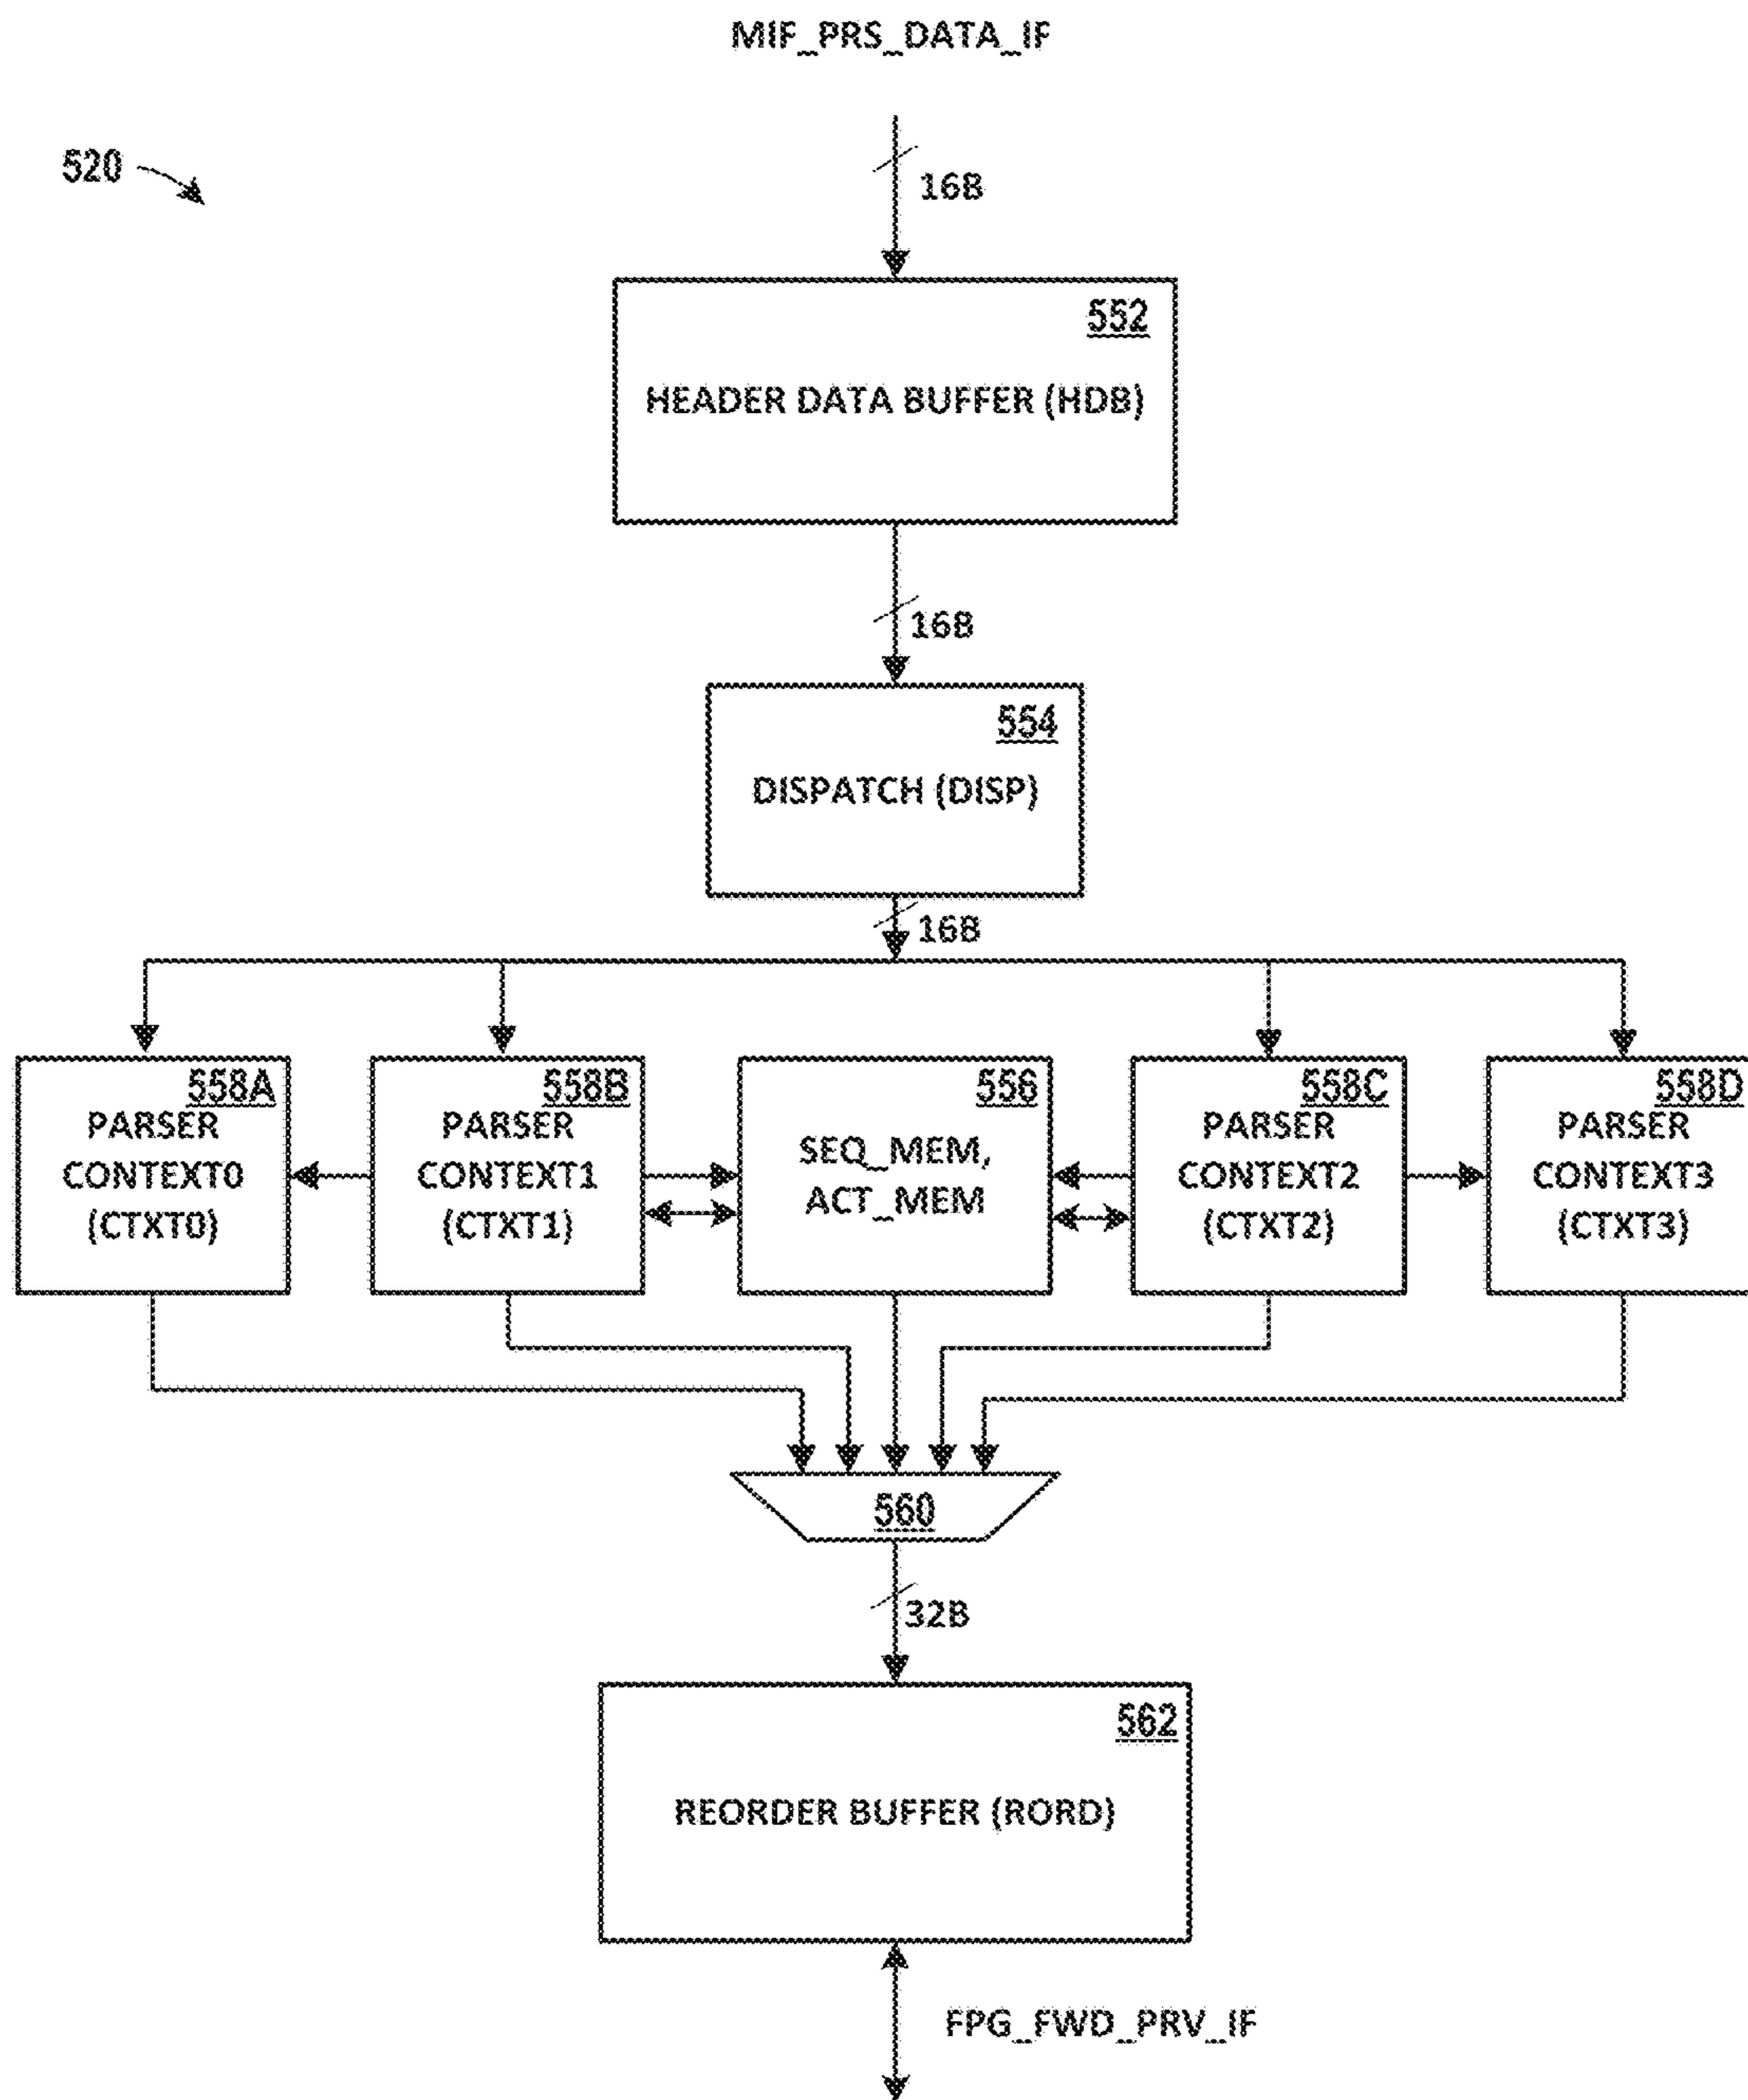 MIF_PRS_DATA_IF
520
16B
552
HEADER DATA BUFFER (HDB)
16B
554
DISPATCH (DISP)
16B
558A
PARSER
CONTEXT0
(CTXT0)
558B
PARSER
CONTEXT1
(CTXT1)
556
SEQ_MEM,
ACT_MEM
558C
PARSER
CONTEXT2
(CTXT2)
558D
PARSER
CONTEXT3
(CTXT3)
560
32B
562
REORDER BUFFER (RORD)
FPG_FWD_PRV_IF